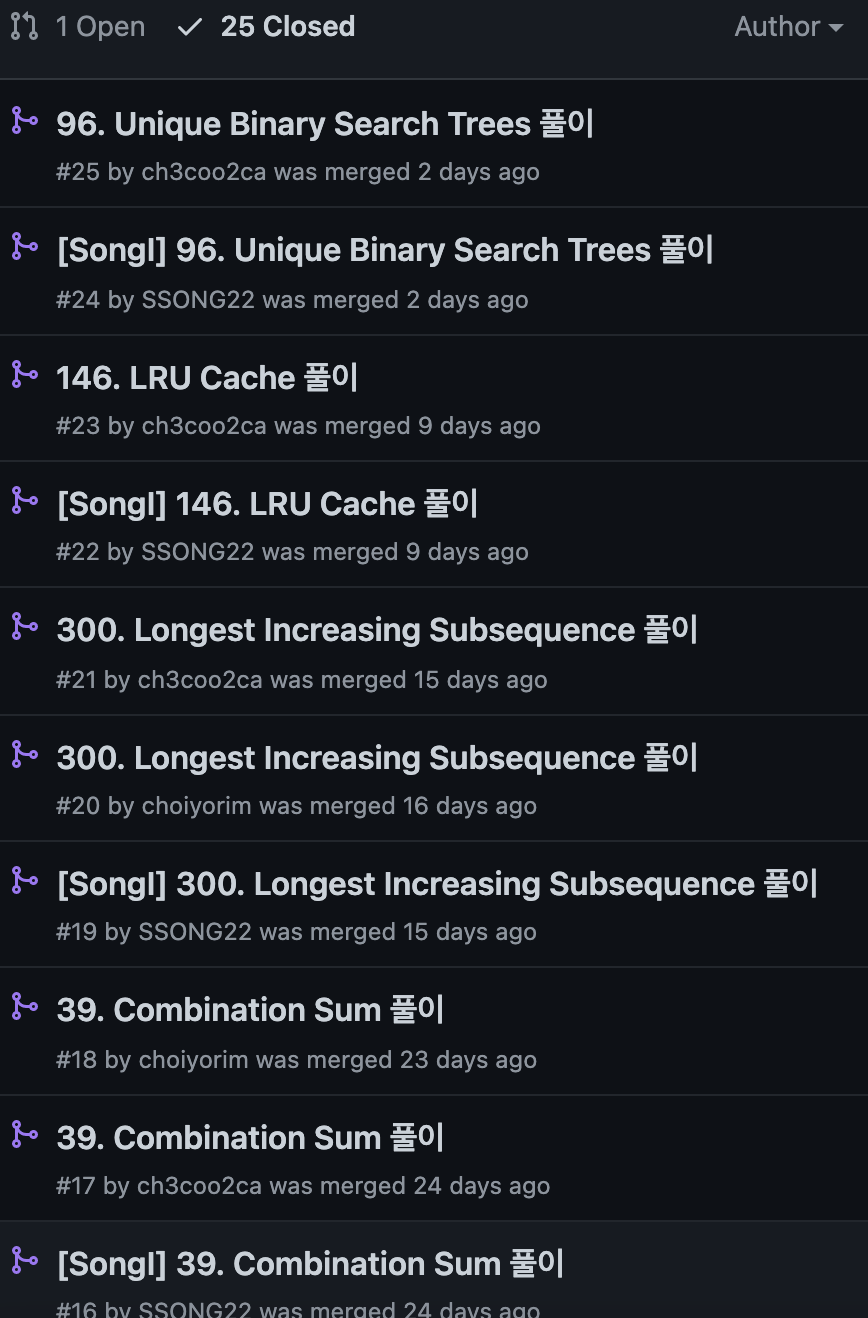 1 Open 25 Closed Author
96. Unique Binary Search Trees 풀이
#25 by ch3coo2ca was merged 2 days ago
[SongI] 96. Unique Binary Search Trees 풀이
#24 by SSONG22 was merged 2 days ago
146. LRU Cache 풀이
#23 by ch3coo2ca was merged 9 days ago
[SongI] 146. LRU Cache 풀이
#22 by SSONG22 was merged 9 days ago
300. Longest Increasing Subsequence 풀이
#21 by ch3coo2ca was merged 15 days ago
300. Longest Increasing Subsequence 풀이
#20 by choiyorim was merged 16 days ago
[SongI] 300. Longest Increasing Subsequence 풀이
#19 by SSONG22 was merged 15 days ago
39. Combination Sum 풀이
#18 by choiyorim was merged 23 days ago
39. Combination Sum 풀이
#17 by ch3coo2ca was merged 24 days ago
[SongI] 39. Combination Sum 풀이
#16 by SSONG22 was merged 24 days ago